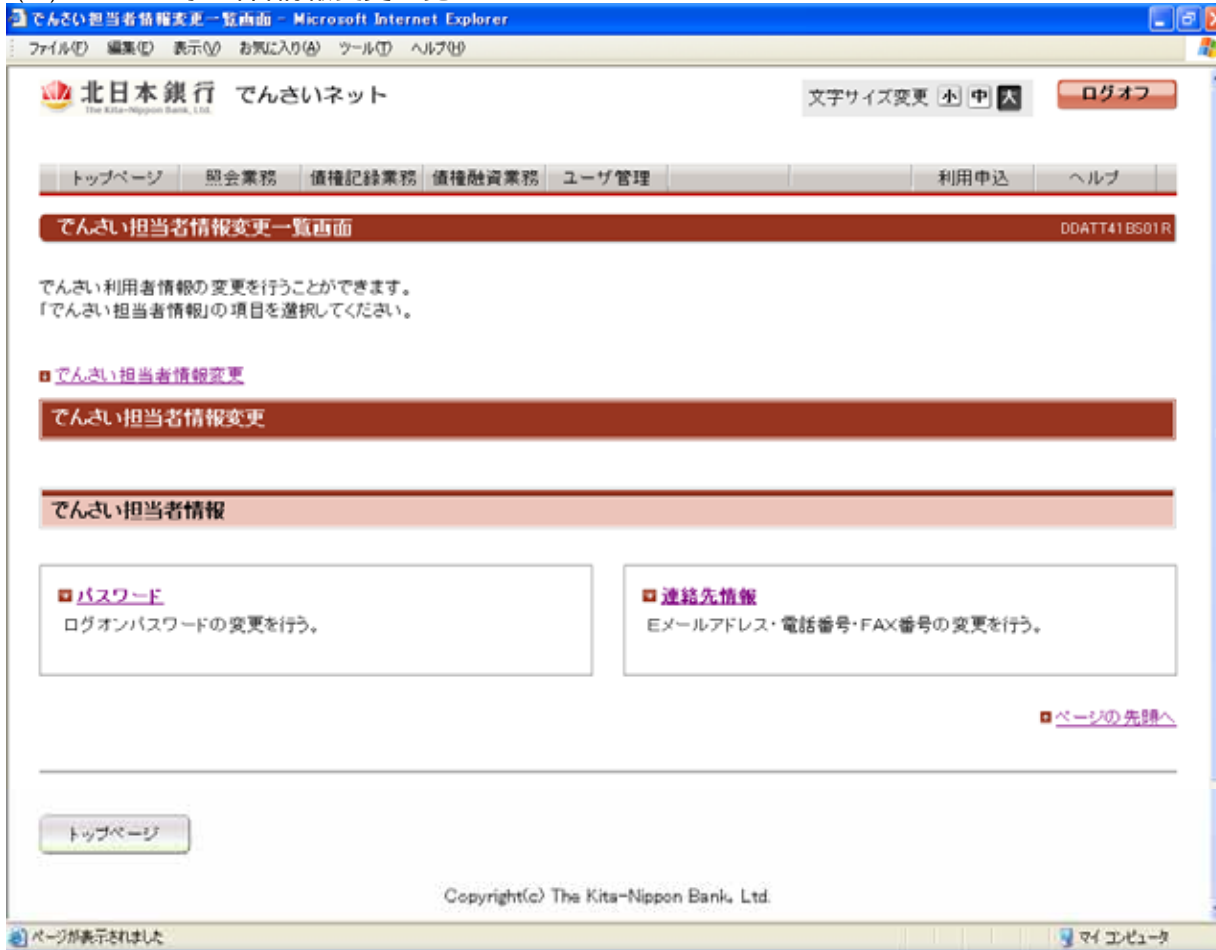 でんさい担当者情報変更一覧画面 - Microsoft Internet Explorer
ファイル(F) 編集(E) 表示(V) お気に入り(A) ツール(T) ヘルプ(H)
北日本銀行 でんさいネット 文字サイズ変更 小 中 大 ログオフ
The Kita-Nippon Bank, Ltd.
トップページ 照会業務 債権記録業務 債権融資業務 ユーザ管理 利用申込 ヘルプ
でんさい担当者情報変更一覧画面 DDATT41BS01R
でんさい利用者情報の変更を行うことができます。
「でんさい担当者情報」の項目を選択してください。
でんさい担当者情報変更
でんさい担当者情報変更
でんさい担当者情報
パスワード
ログオンパスワードの変更を行う。
連絡先情報
Eメールアドレス・電話番号・FAX番号の変更を行う。
ページの先頭へ
トップページ
Copyright(c) The Kita-Nippon Bank, Ltd.
ページが表示されました マイ コンピュータ